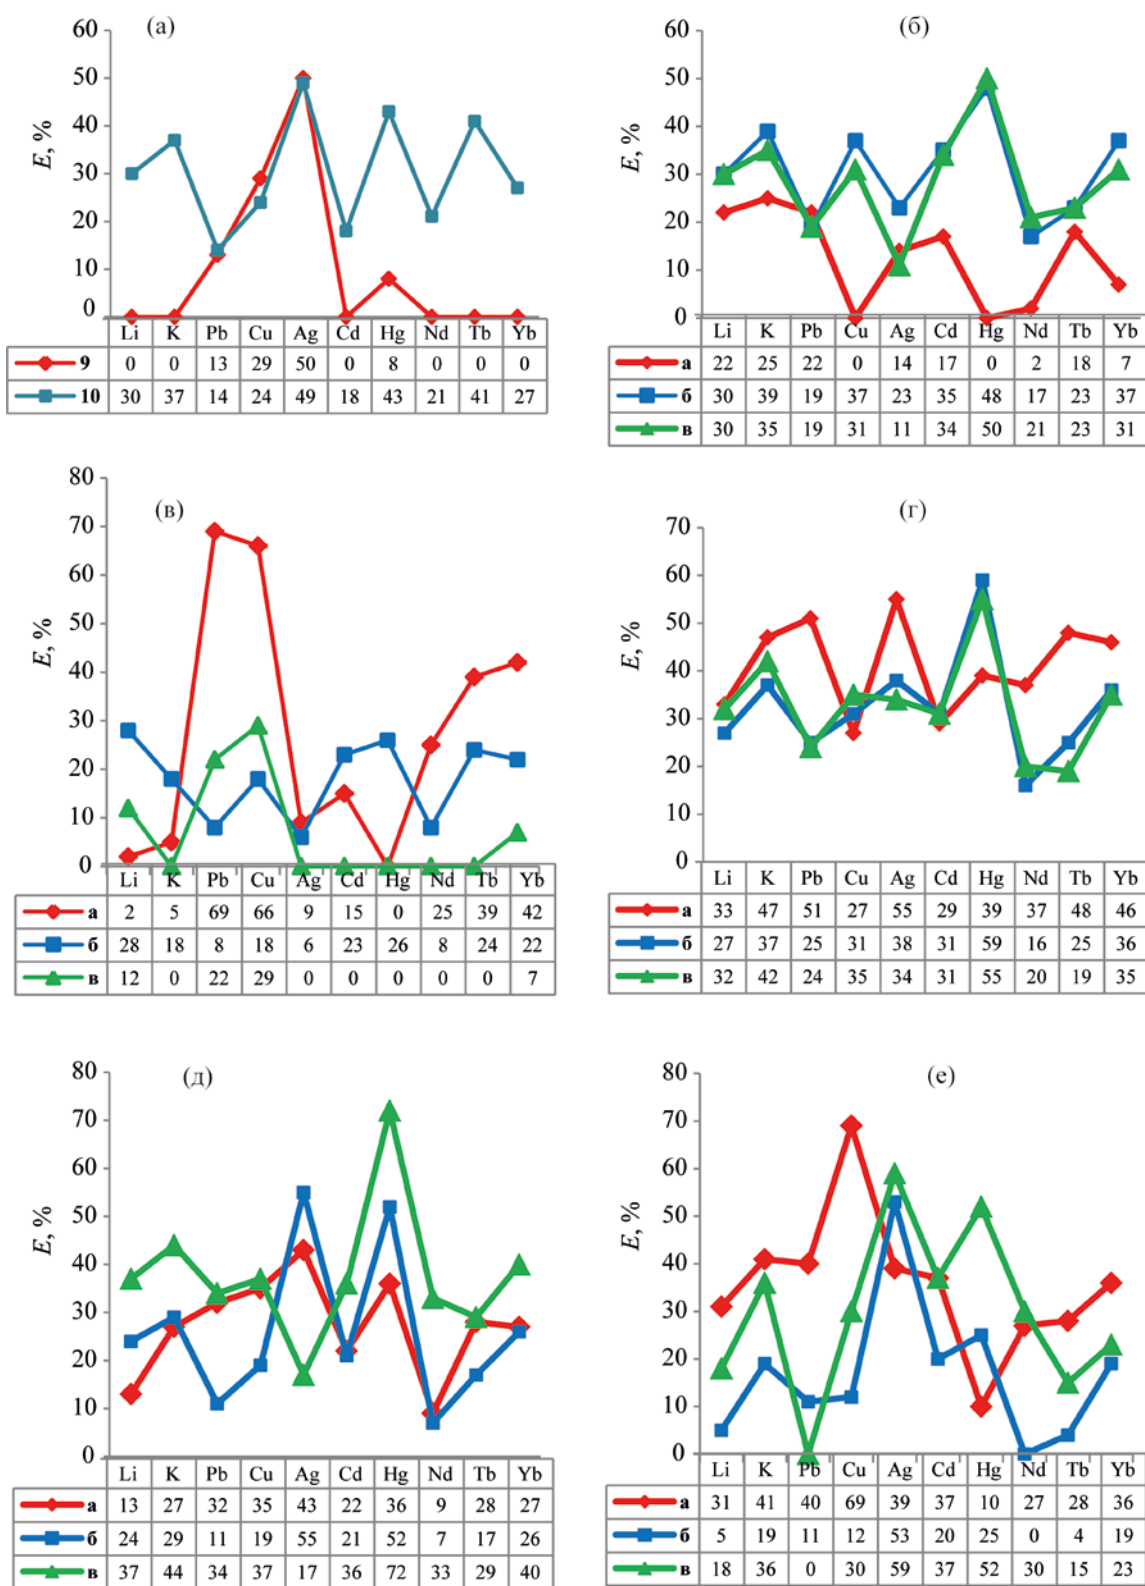 (а)
E, %
60
50
40
30
20
10
0
Li K Pb Cu Ag Cd Hg Nd Tb Yb
9 0 0 13 29 50 0 8 0 0 0
10 30 37 14 24 49 18 43 21 41 27
(б)
E, %
60
50
40
30
20
10
0
Li K Pb Cu Ag Cd Hg Nd Tb Yb
а 22 25 22 0 14 17 0 2 18 7
б 30 39 19 37 23 35 48 17 23 37
в 30 35 19 31 11 34 50 21 23 31
(в)
E, %
80
70
60
50
40
30
20
10
0
Li K Pb Cu Ag Cd Hg Nd Tb Yb
а 2 5 69 66 9 15 0 25 39 42
б 28 18 8 18 6 23 26 8 24 22
в 12 0 22 29 0 0 0 0 0 7
(г)
E, %
70
60
50
40
30
20
10
0
Li K Pb Cu Ag Cd Hg Nd Tb Yb
а 33 47 51 27 55 29 39 37 48 46
б 27 37 25 31 38 31 59 16 25 36
в 32 42 24 35 34 31 55 20 19 35
(д)
E, %
80
70
60
50
40
30
20
10
0
Li K Pb Cu Ag Cd Hg Nd Tb Yb
а 13 27 32 35 43 22 36 9 28 27
б 24 29 11 19 55 21 52 7 17 26
в 37 44 34 37 17 36 72 33 29 40
(е)
E, %
80
70
60
50
40
30
20
10
0
Li K Pb Cu Ag Cd Hg Nd Tb Yb
а 31 41 40 69 39 37 10 27 28 36
б 5 19 11 12 53 20 25 0 4 19
в 18 36 0 30 59 37 52 30 15 23